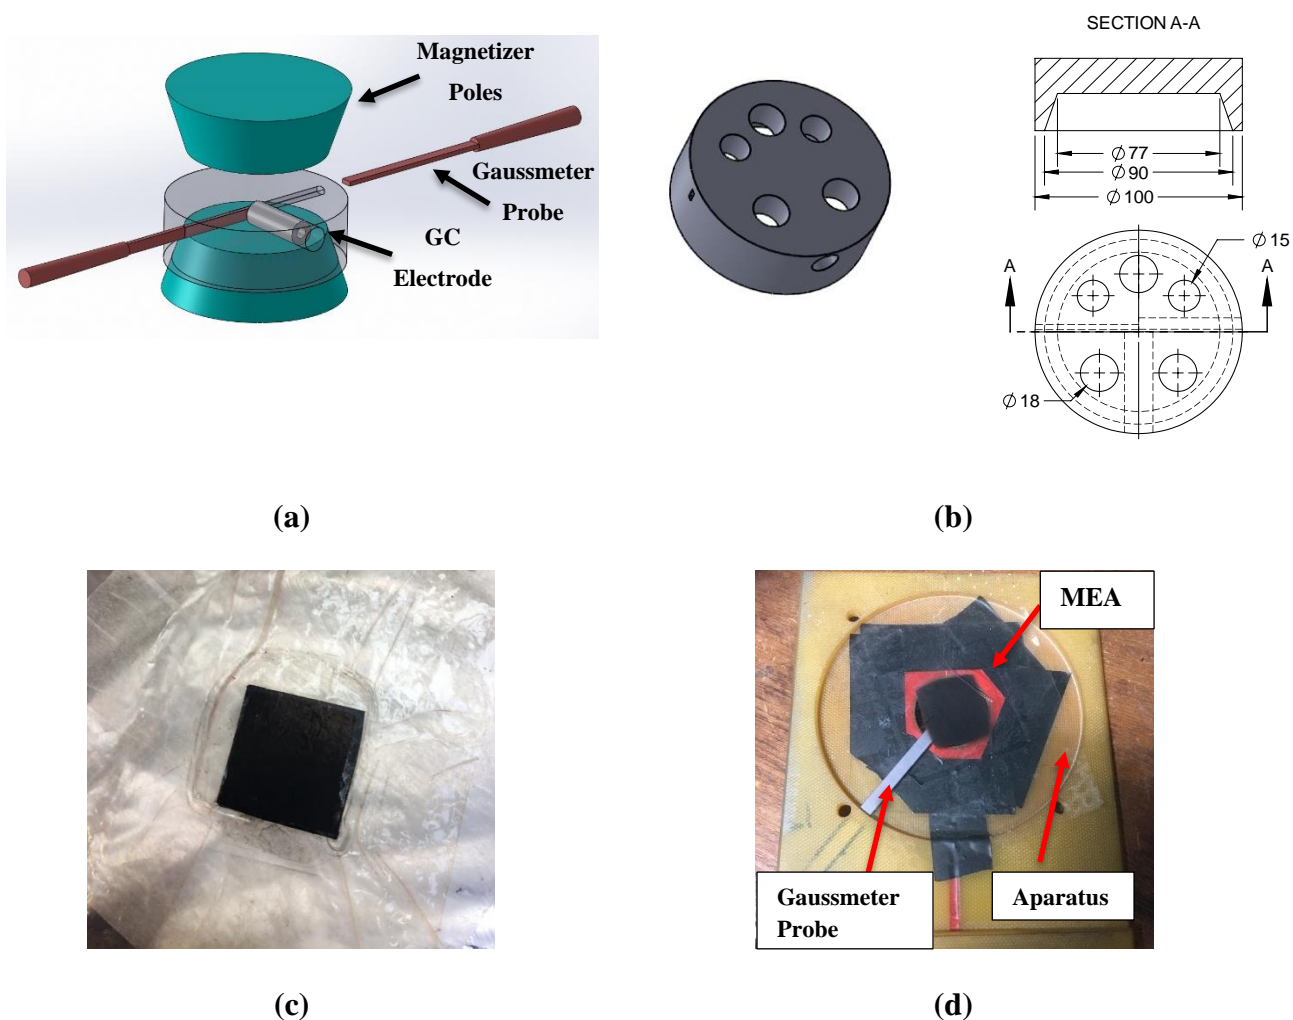 Magnetizer
Poles
Gaussmeter
Probe
GC
Electrode
(a)
SECTION A-A
∅ 77
∅ 90
∅ 100
∅ 15
A
A
∅ 18
(b)
(c)
MEA
Gaussmeter
Probe
Aparatus
(d)